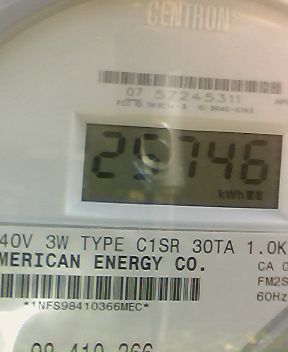 CENTRON
07 57245311
29746
kWh
40V 3W TYPE C1SR 30TA 1.0K
MERICAN ENERGY CO.
CA 0
FM2S
60Hz
*1NFS98410366MEC*
98 410 366